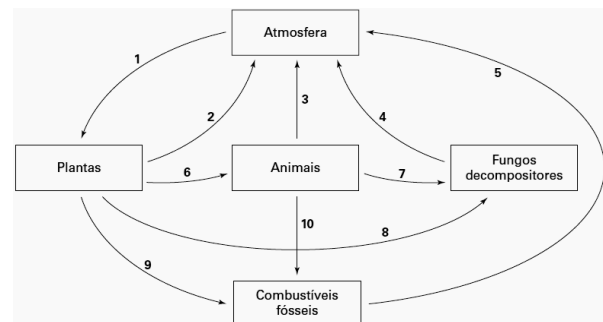 Atmosfera
1
5
2
3
4
Plantas
6
Animais
7
Fungos
decompositores
10
8
9
Combustíveis
fósseis